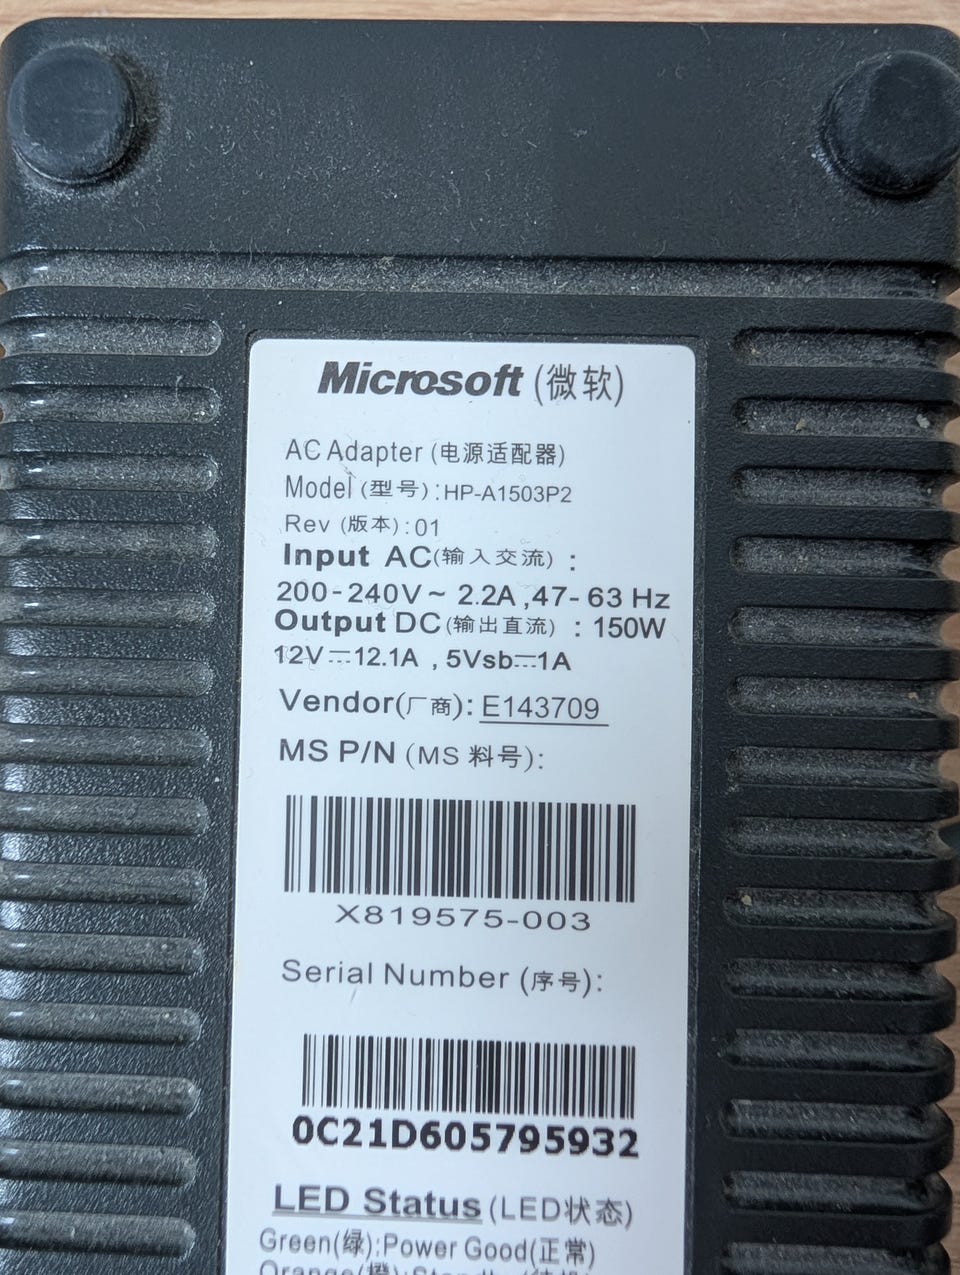 Microsoft (微软)
AC Adapter (电源适配器)
Model (型号) : HP-A1503P2
Rev (版本) : 01
Input AC(输入交流) :
200-240V~ 2.2A ,47-63 Hz
Output DC (输出直流) : 150W
12V⎓12.1A , 5Vsb⎓1A
Vendor(厂商): E143709
MS P/N (MS 料号):
X819575-003
Serial Number (序号):
0C21D605795932
LED Status (LED状态)
Green(绿):Power Good(正常)